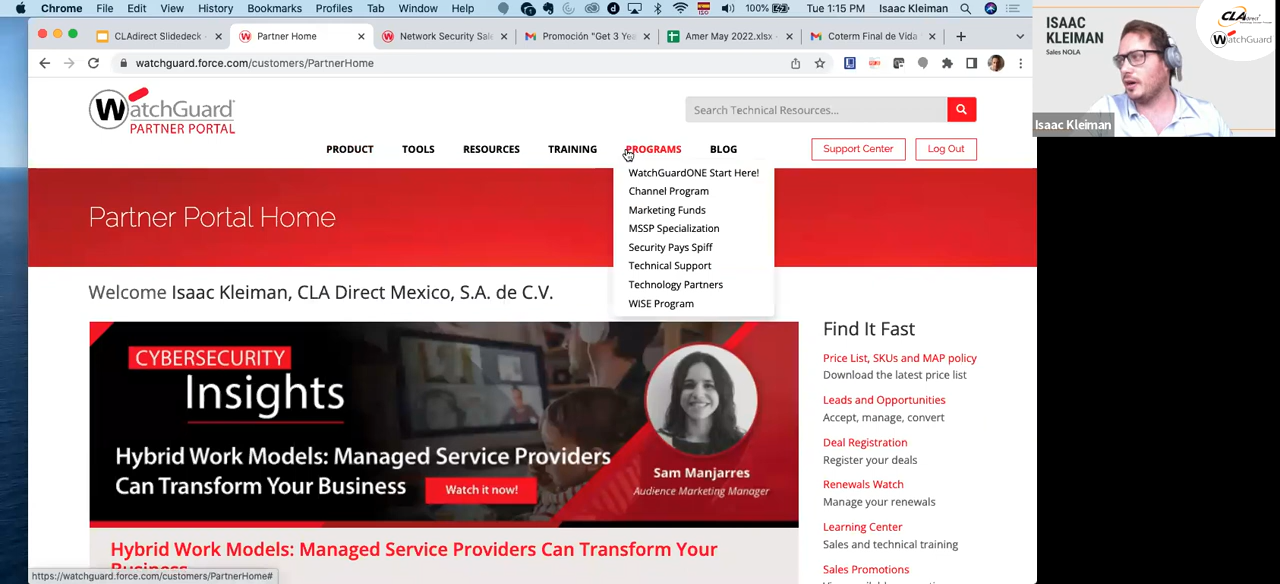 Chrome File Edit View History Bookmarks Profiles Tab Window Help 100% Tue 1:15 PM Isaac Kleiman
CLAdirect Slidedeck - Partner Home Network Security Sal Promoción "Get 3 Yea Amer May 2022.xlsx - Coterm Final de Vida
watchguard.force.com/customers/PartnerHome
ISAAC
KLEIMAN
Sales NOLA
CLAdirect
WatchGuard
Isaac Kleiman
WatchGuard
PARTNER PORTAL
Search Technical Resources...
PRODUCT TOOLS RESOURCES TRAINING PROGRAMS BLOG Support Center Log Out
WatchGuardONE Start Here!
Channel Program
Marketing Funds
MSSP Specialization
Security Pays Spiff
Technical Support
Technology Partners
WISE Program
Partner Portal Home
Welcome Isaac Kleiman, CLA Direct Mexico, S.A. de C.V.
CYBERSECURITY
Insights
Hybrid Work Models: Managed Service Providers
Can Transform Your Business Watch it now!
Sam Manjarres
Audience Marketing Manager
Hybrid Work Models: Managed Service Providers Can Transform Your
Find It Fast
Price List, SKUs and MAP policy
Download the latest price list
Leads and Opportunities
Accept, manage, convert
Deal Registration
Register your deals
Renewals Watch
Manage your renewals
Learning Center
Sales and technical training
Sales Promotions
https://watchguard.force.com/customers/PartnerHome#